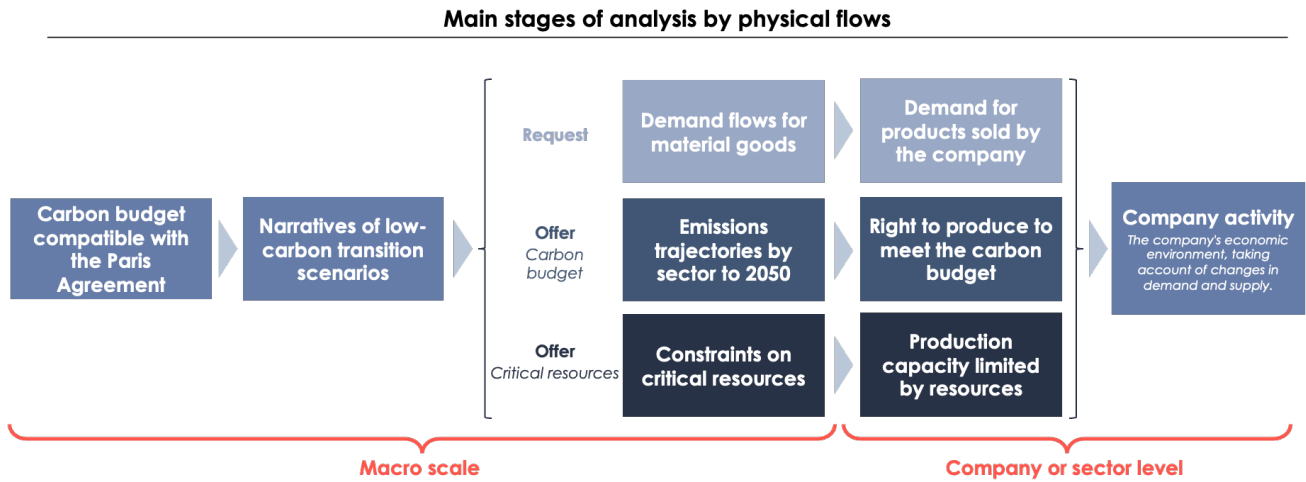 Main stages of analysis by physical flows
Carbon budget
compatible with
the Paris
Agreement
Narratives of low-
carbon transition
scenarios
Request
Demand flows for
material goods
Demand for
products sold by
the company
Offer
Carbon
budget
Emissions
trajectories by
sector to 2050
Right to produce to
meet the carbon
budget
Offer
Critical resources
Constraints on
critical resources
Production
capacity limited
by resources
Company activity
The company's economic
environment, taking
account of changes in
demand and supply.
Macro scale
Company or sector level